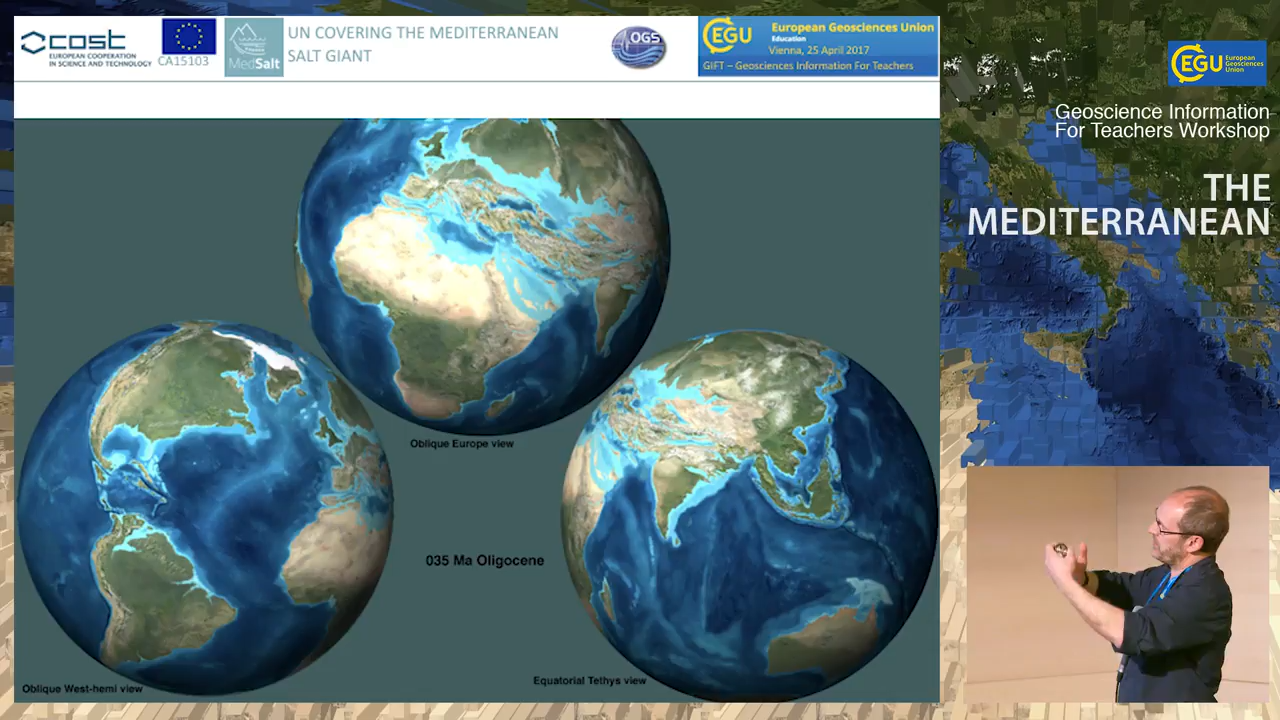 cost
EUROPEAN COOPERATION
IN SCIENCE AND TECHNOLOGY
CA15103
MedSalt
UN COVERING THE MEDITERRANEAN
SALT GIANT
OGS
EGU
European Geosciences Union
Education
Vienna, 25 April 2017
GIFT – Geosciences Information For Teachers
EGU European
Geosciences
Union
Geoscience Information
For Teachers Workshop
THE
MEDITERRANEAN
Oblique Europe view
035 Ma Oligocene
Oblique West-hemi view
Equatorial Tethys view